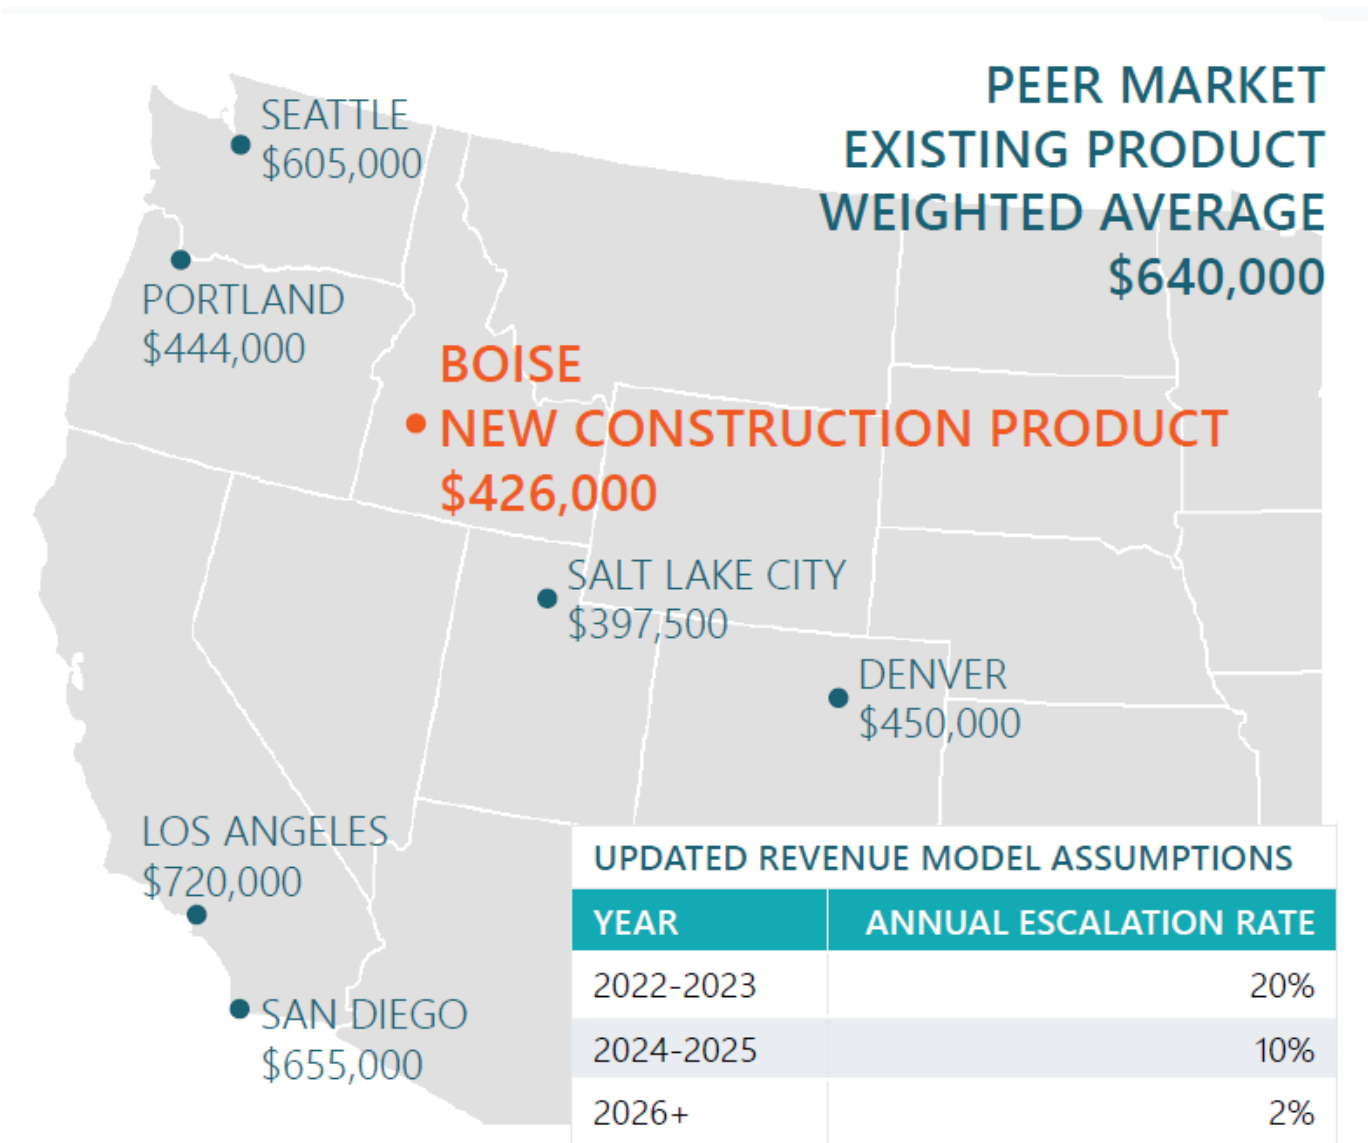 PEER MARKET
EXISTING PRODUCT
WEIGHTED AVERAGE
$640,000
SEATTLE
$605,000
PORTLAND
$444,000
BOISE
NEW CONSTRUCTION PRODUCT
$426,000
SALT LAKE CITY
$397,500
DENVER
$450,000
LOS ANGELES
$720,000
SAN DIEGO
$655,000
UPDATED REVENUE MODEL ASSUMPTIONS
YEAR ANNUAL ESCALATION RATE
2022-2023 20%
2024-2025 10%
2026+ 2%